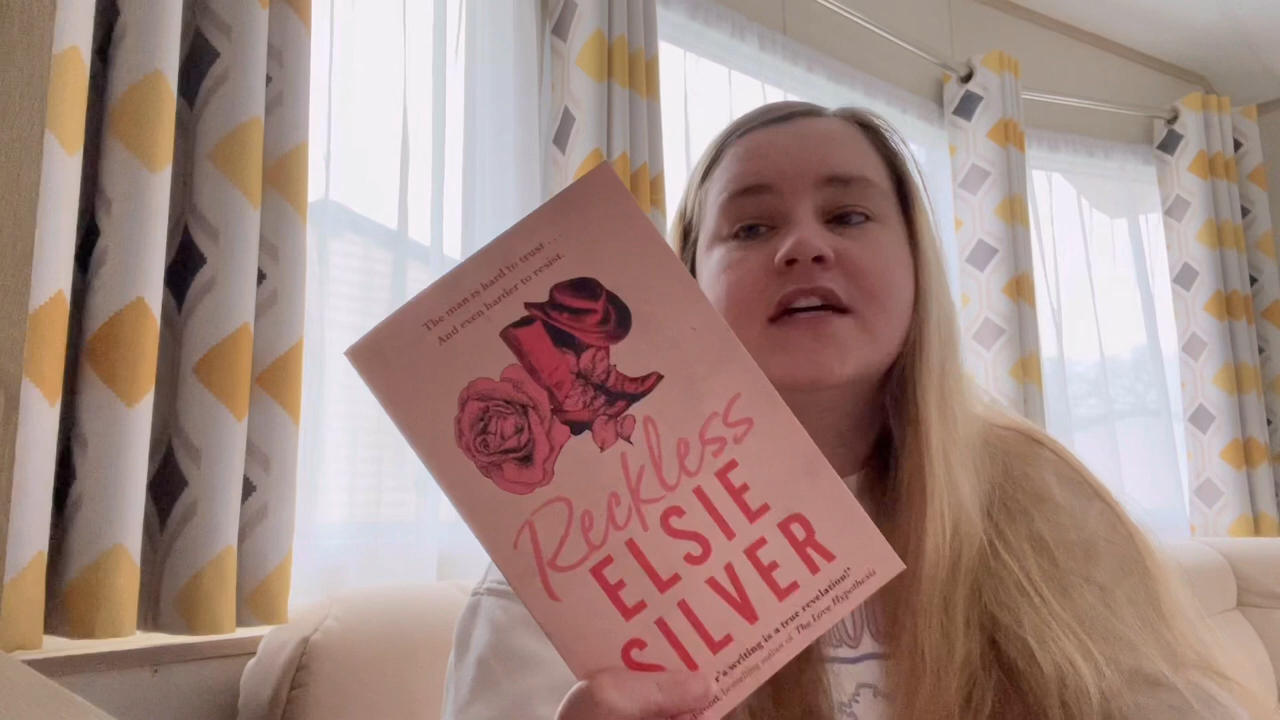 The man is hard to trust . . .
And even harder to resist.
Reckless
ELSIE
SILVER
r's writing is a true revelation!'
bestselling author of The Love Hypothesis